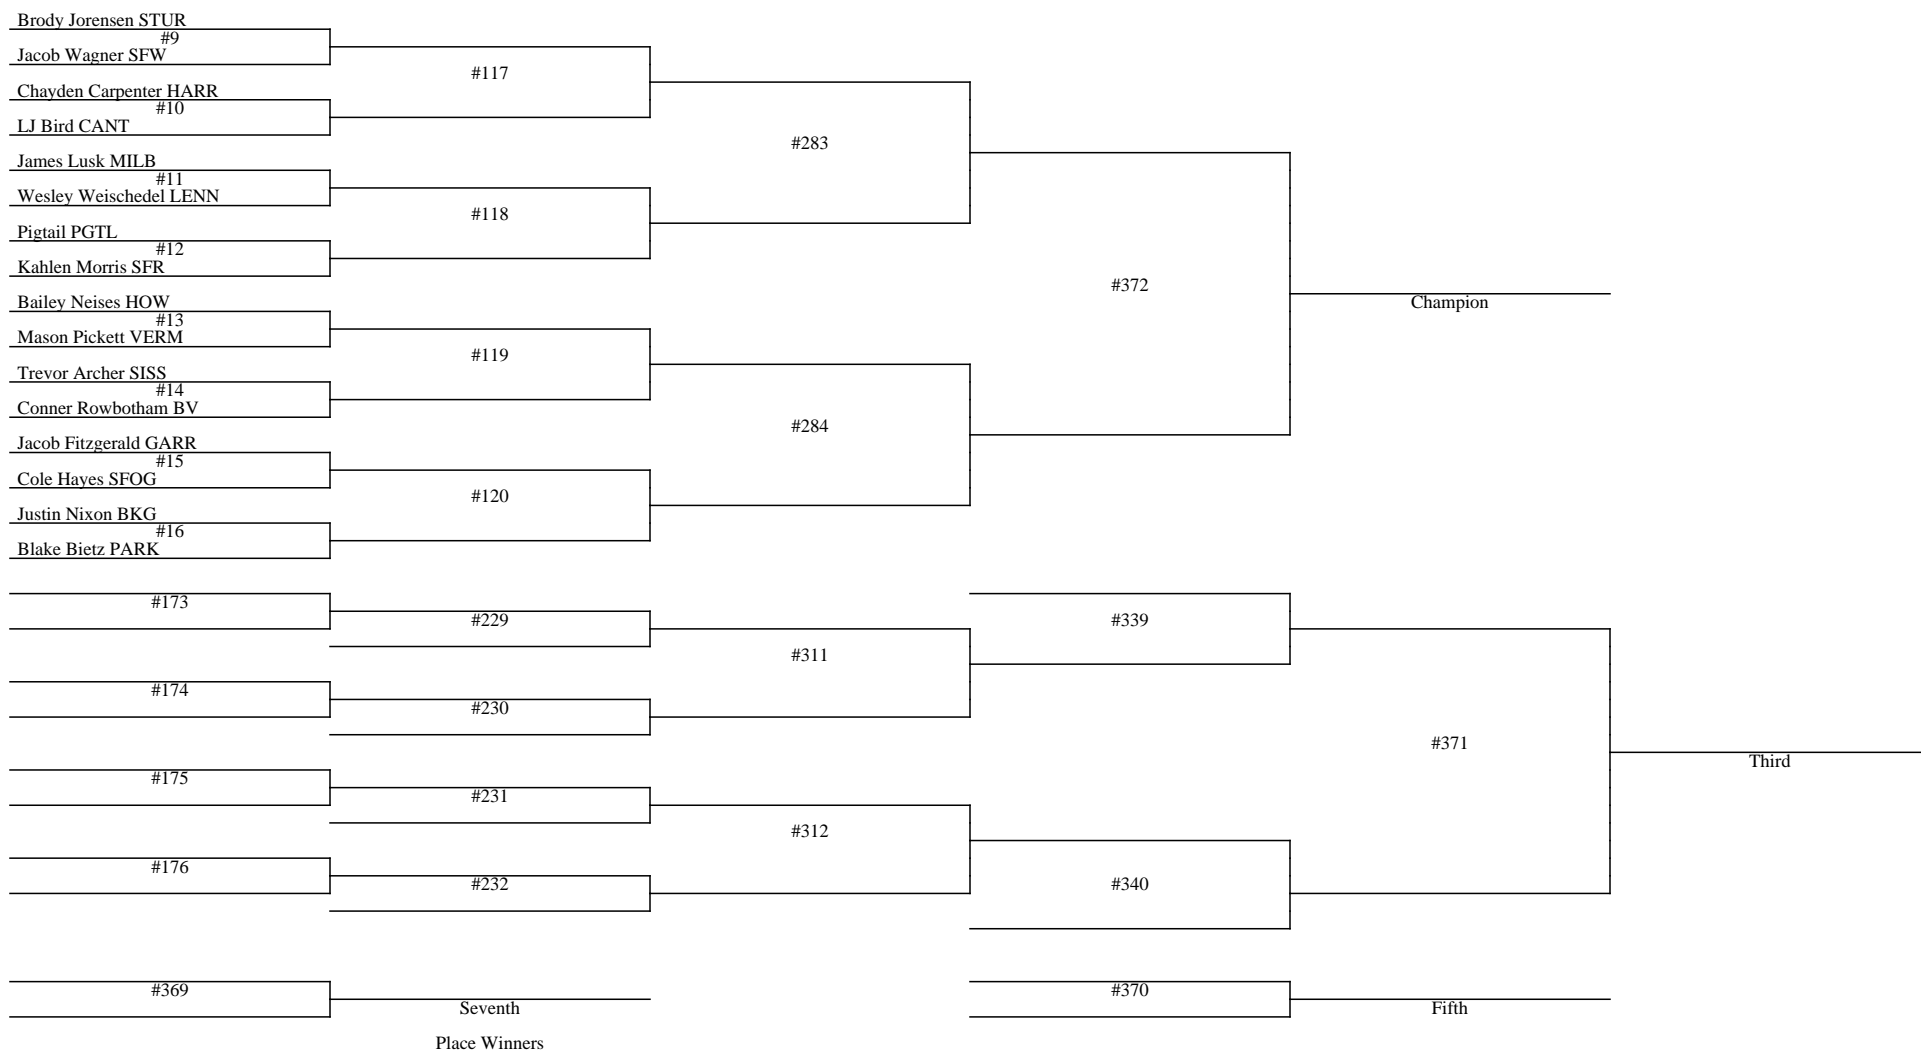 Brody Jorensen STUR
#9
Jacob Wagner SFW
#117
Chayden Carpenter HARR
#10
LJ Bird CANT
#283
James Lusk MILB
#11
Wesley Weischedel LENN
#118
Pigtail PGTL
#12
Kahlen Morris SFR
#372
Champion
Bailey Neises HOW
#13
Mason Pickett VERM
#119
Trevor Archer SISS
#14
Conner Rowbotham BV
#284
Jacob Fitzgerald GARR
#15
Cole Hayes SFOG
#120
Justin Nixon BKG
#16
Blake Bietz PARK
#173
#229
#339
#311
#174
#230
#371
Third
#175
#231
#312
#176
#232
#340
#369
Seventh
#370
Fifth
Place Winners